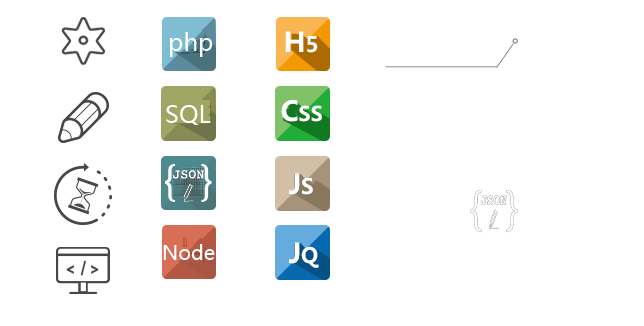 php
H5
SQL
Css
{JSON}
Js
{JSON}
Node
JQ
</>